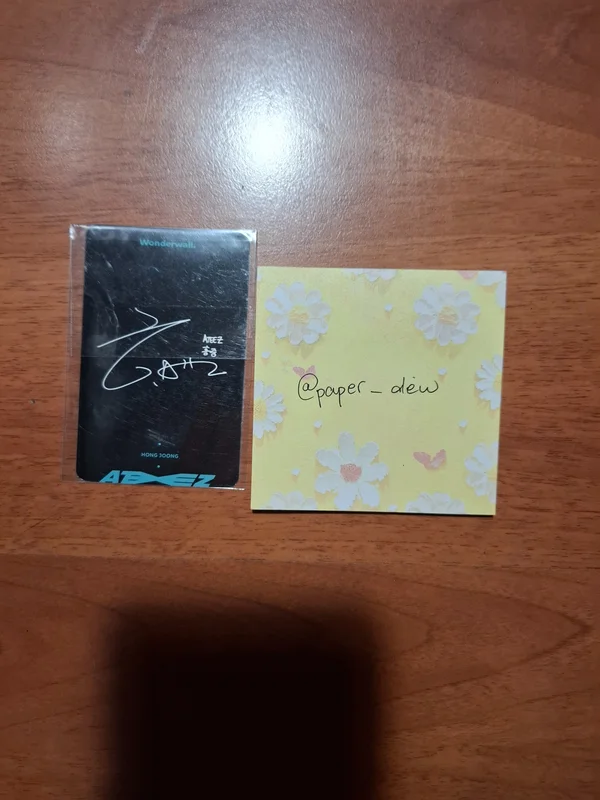 Wonderwall.
ATEEZ
홍중
HONG JOONG
ATEEZ
@paper_dew